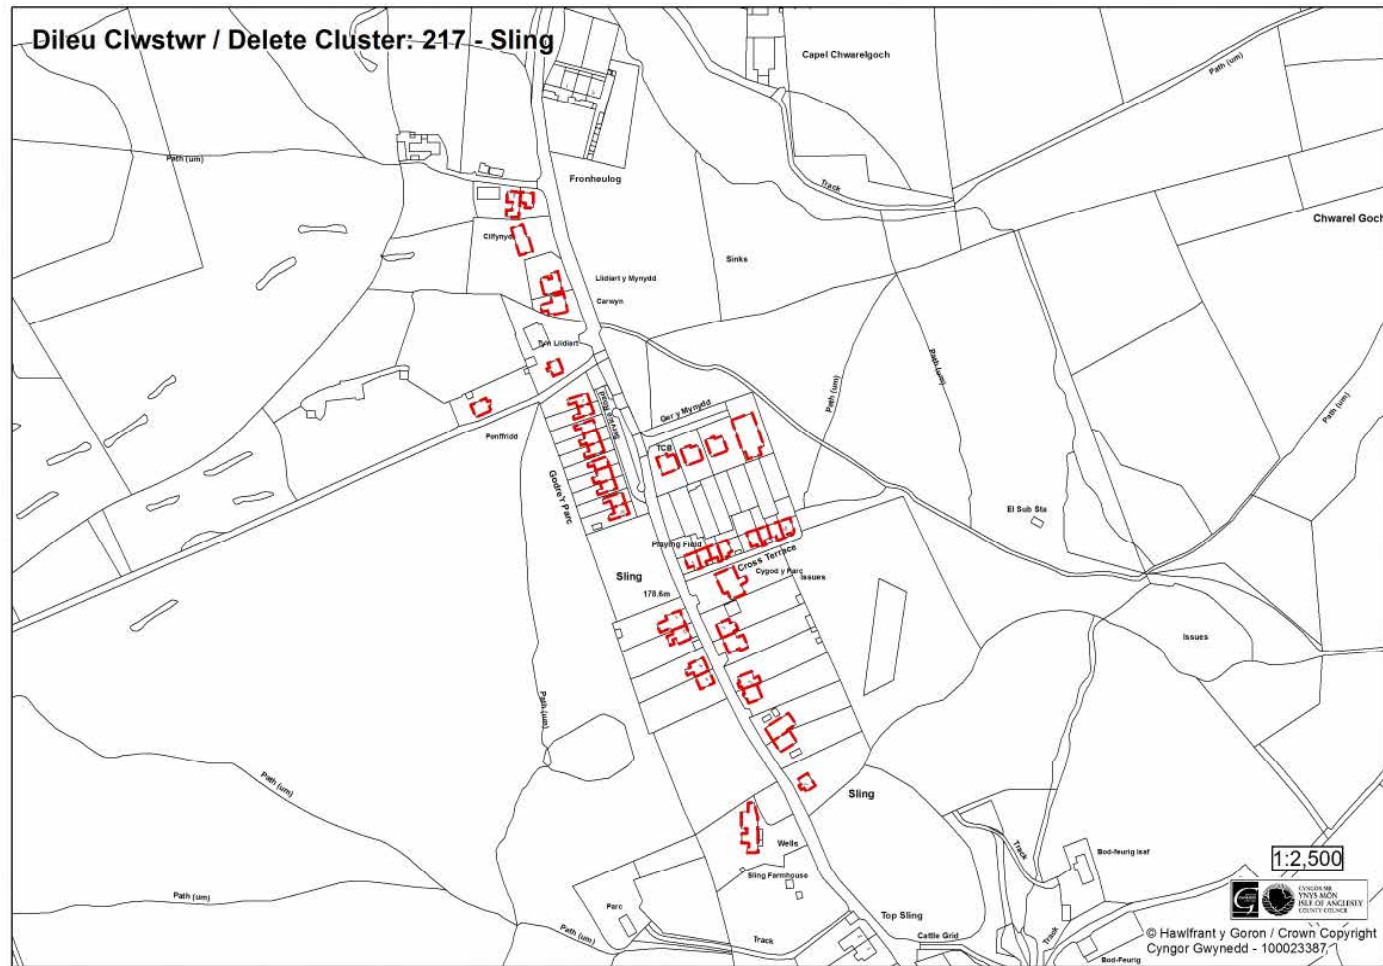 Dileu Clwstwr / Delete Cluster: 217 - Sling
Capel Chwarelgoch
Path (um)
Path (um)
Fronheulog
Track
Chwarel Goch
Cilfynydd
Sinks
Llidiart y Mynydd
Carwyn
Tyn Llidiart
Path (um)
Path (um)
Path (um)
Service Road
Ger y Mynydd
Penffridd
TCB
Godre'r Parc
El Sub Sta
Playing Field
Cross Terrace
Cygod y Parc
Issues
Sling
178.6m
Issues
Path (um)
Path (um)
Sling
Wells
Track
Bod-feurig Isaf
1:2,500
Sling Farmhouse
Path (um)
Parc
Top Sling
CYNGOR SIR
YNYS MÔN
ISLE OF ANGLESEY
COUNTY COUNCIL
Path (um)
Track
Cattle Grid
Track
© Hawlfraint y Goron / Crown Copyright
Cyngor Gwynedd - 100023387,
Bod-Feurig